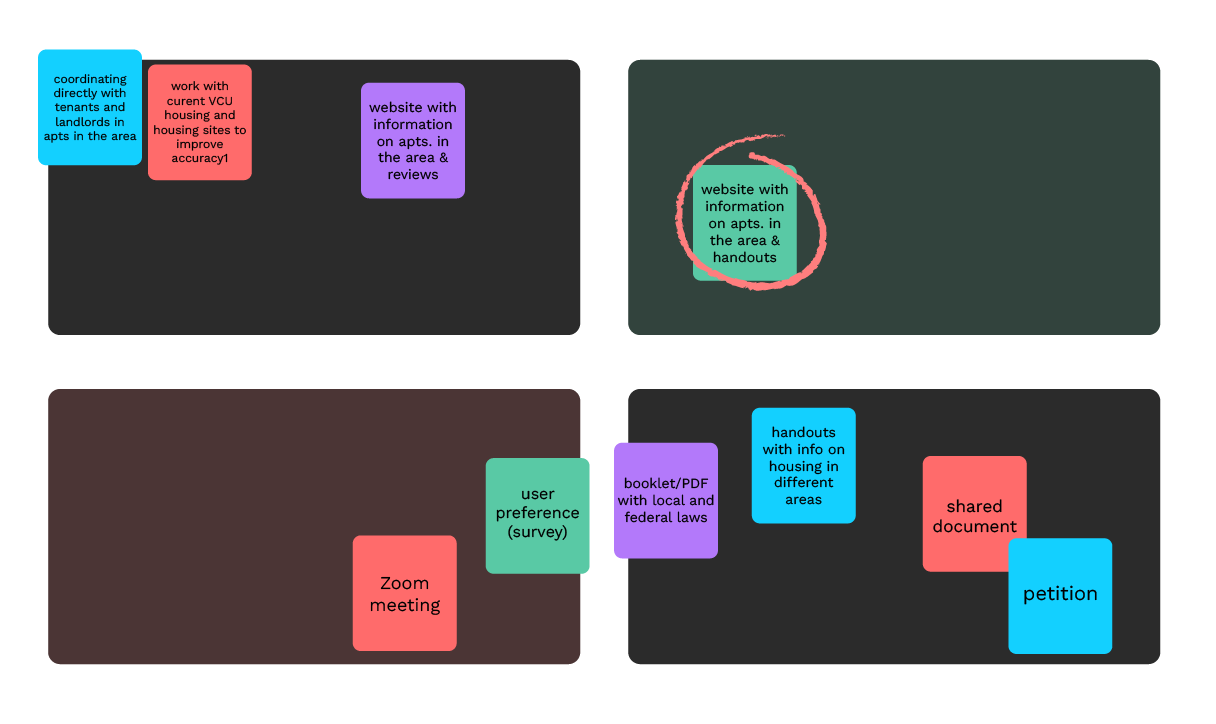 coordinating
directly with
tenants and
landlords in
apts in the area
work with
curent VCU
housing and
housing sites to
improve
accuracy1
website with
information
on apts. in
the area &
reviews
website with
information
on apts. in
the area &
handouts
Zoom
meeting
user
preference
(survey)
booklet/PDF
with local and
federal laws
handouts
with info on
housing in
different
areas
shared
document
petition